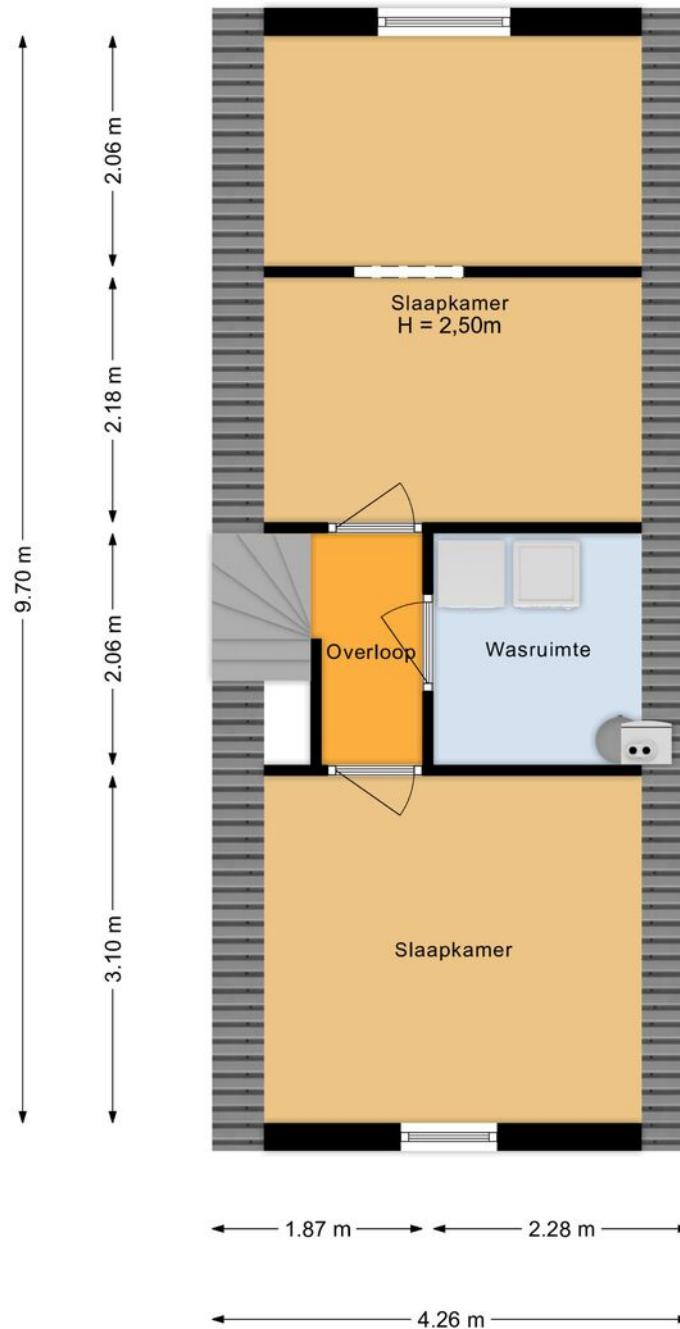 2.06 m
Slaapkamer
H = 2,50m
2.18 m
9.70 m
2.06 m
Overloop
Wasruimte
3.10 m
Slaapkamer
1.87 m
2.28 m
4.26 m